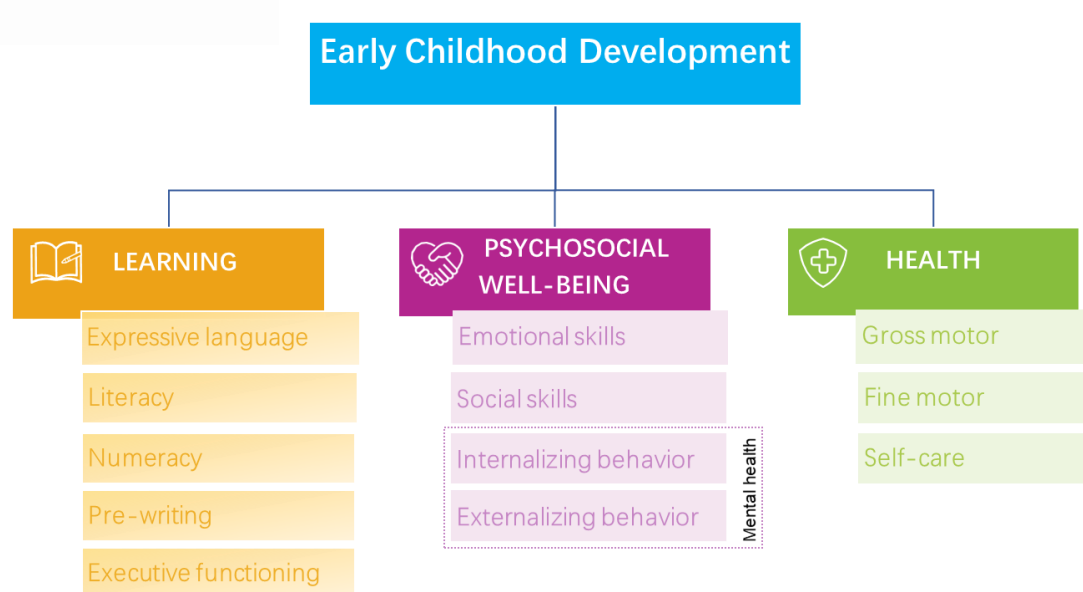 Early Childhood Development
LEARNING
Expressive language
Literacy
Numeracy
Pre-writing
Executive functioning
PSYCHOSOCIAL
WELL-BEING
Emotional skills
Social skills
Internalizing behavior
Externalizing behavior
Mental health
HEALTH
Gross motor
Fine motor
Self-care